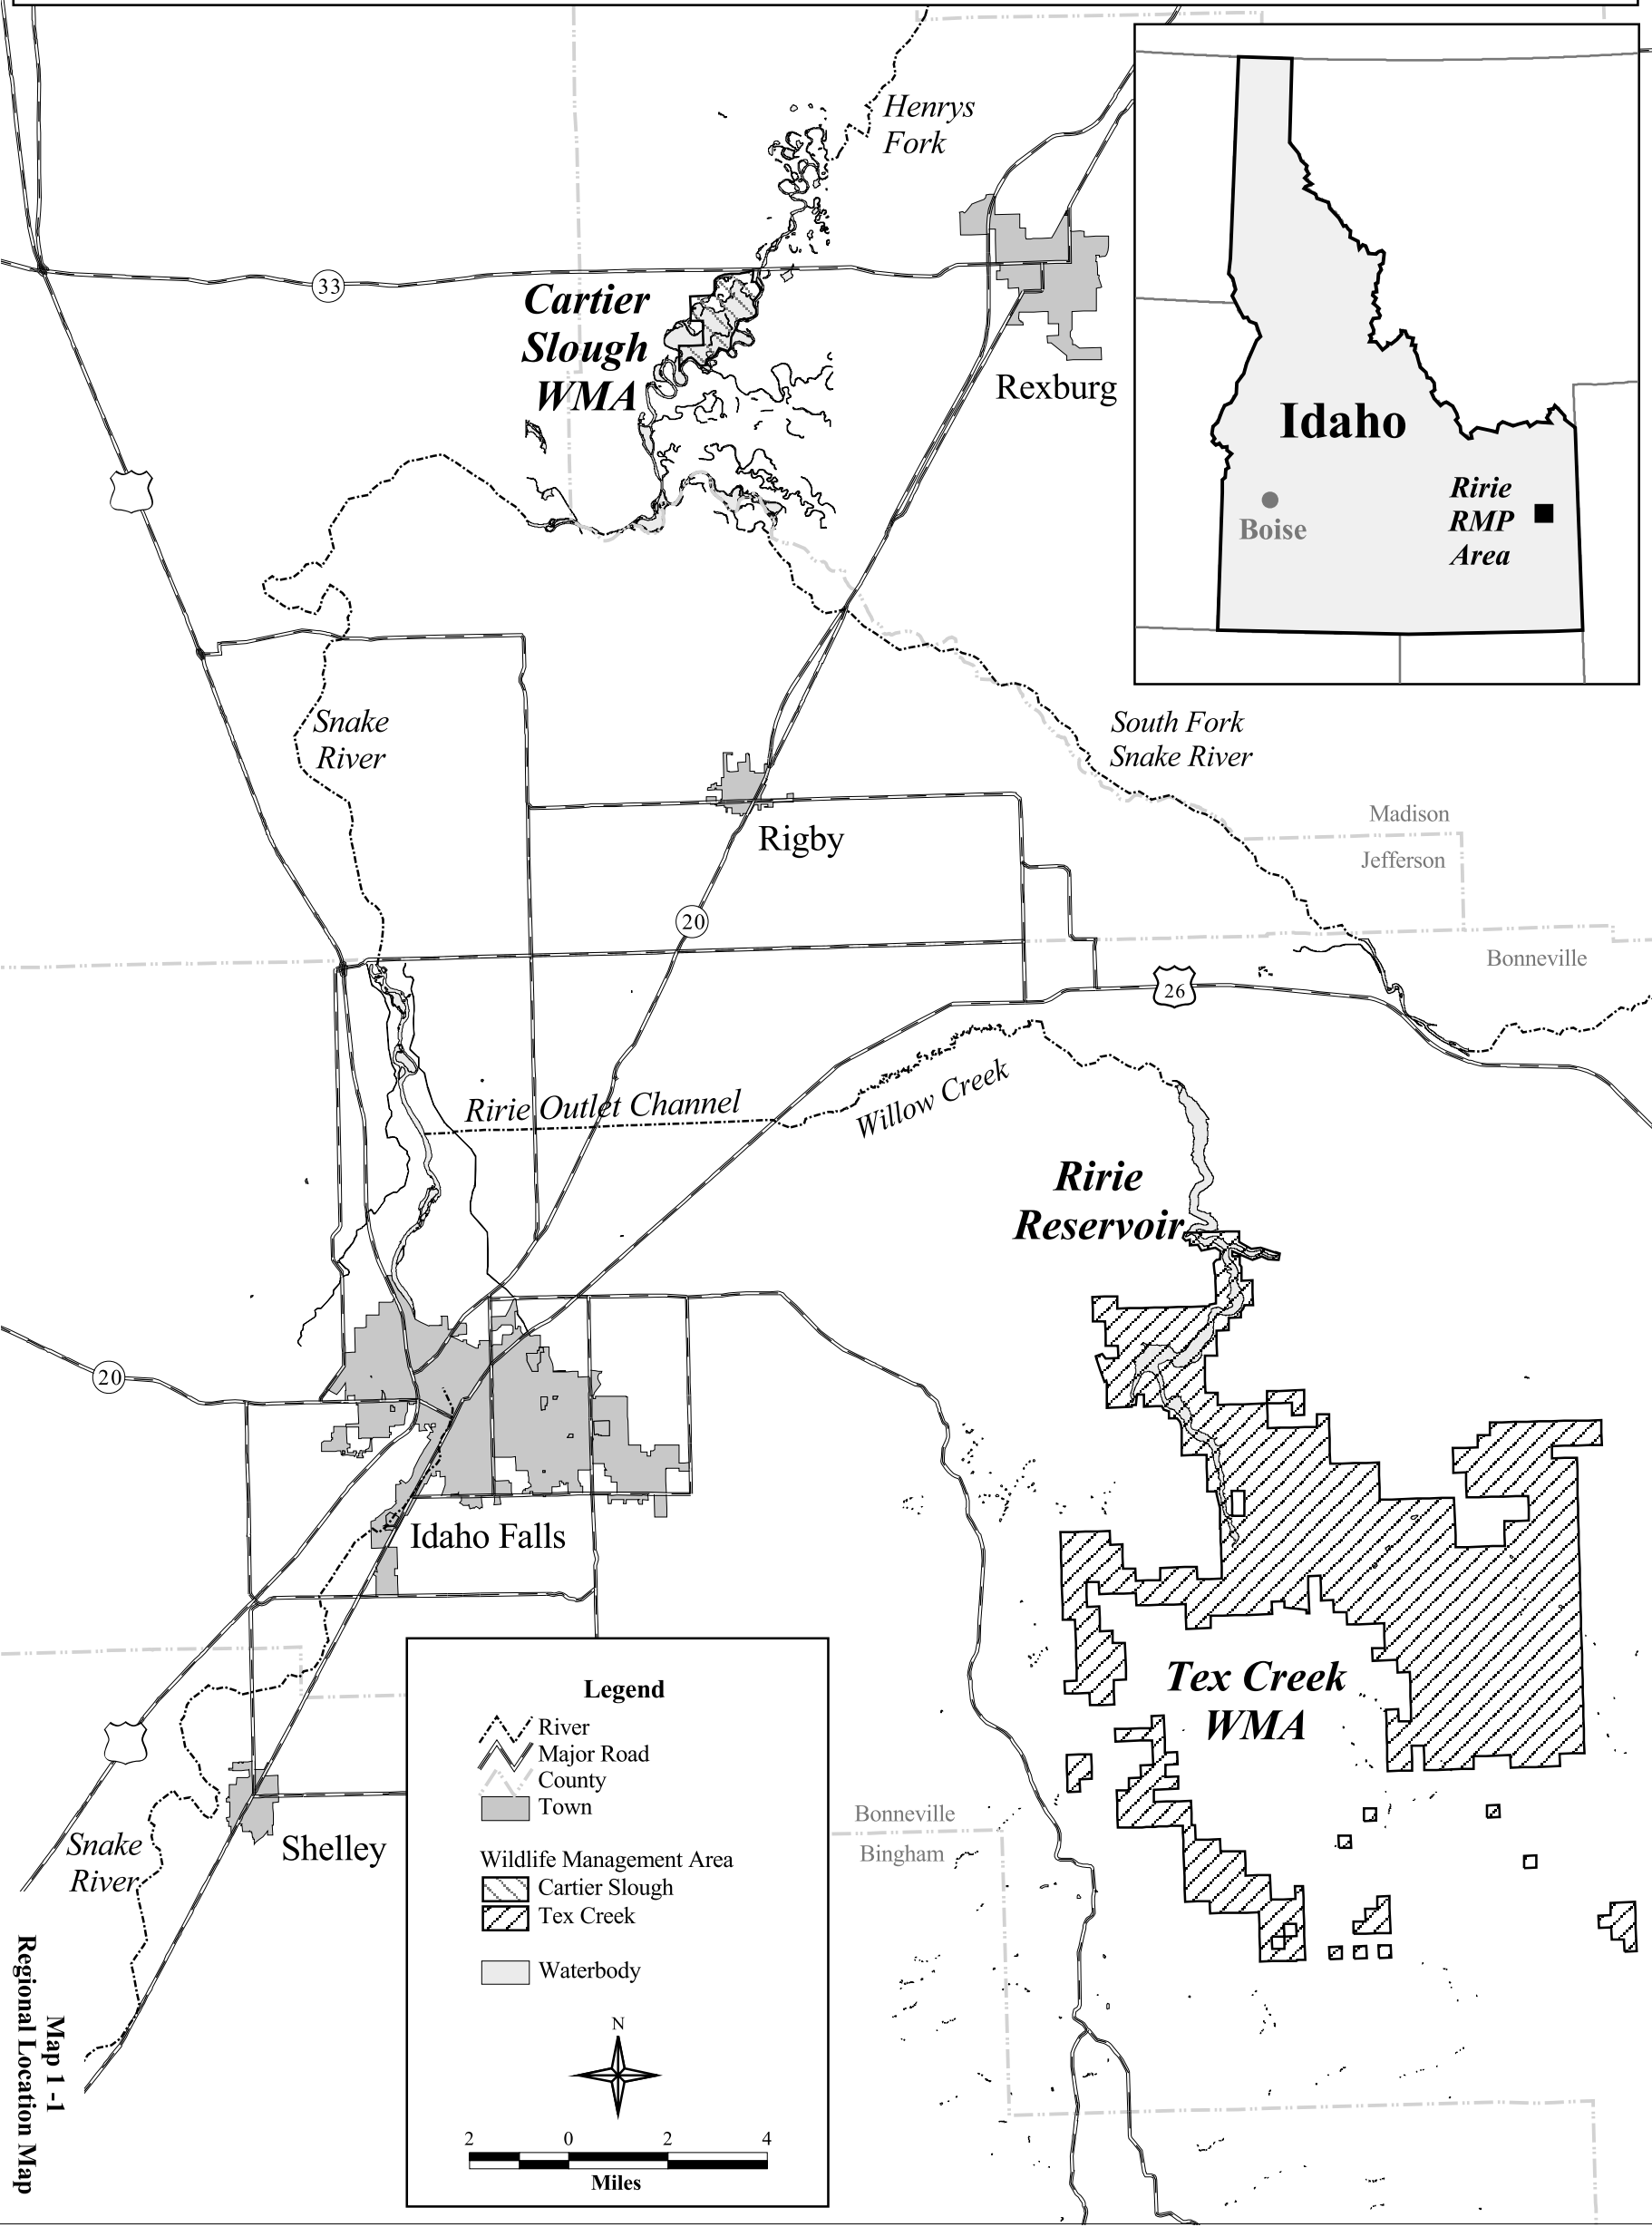 Henrys
Fork
33
Cartier
Slough
WMA
Rexburg
Idaho
Boise
Ririe
RMP
Area
Snake
River
South Fork
Snake River
Madison
Jefferson
Rigby
20
Bonneville
26
Ririe Outlet Channel
Willow Creek
Ririe
Reservoir
20
Idaho Falls
Tex Creek
WMA
Legend
River
Major Road
County
Town
Wildlife Management Area
Cartier Slough
Tex Creek
Waterbody
N
2 0 2 4
Miles
Bonneville
Bingham
Shelley
Snake
River
Map 1-1
Regional Location Map